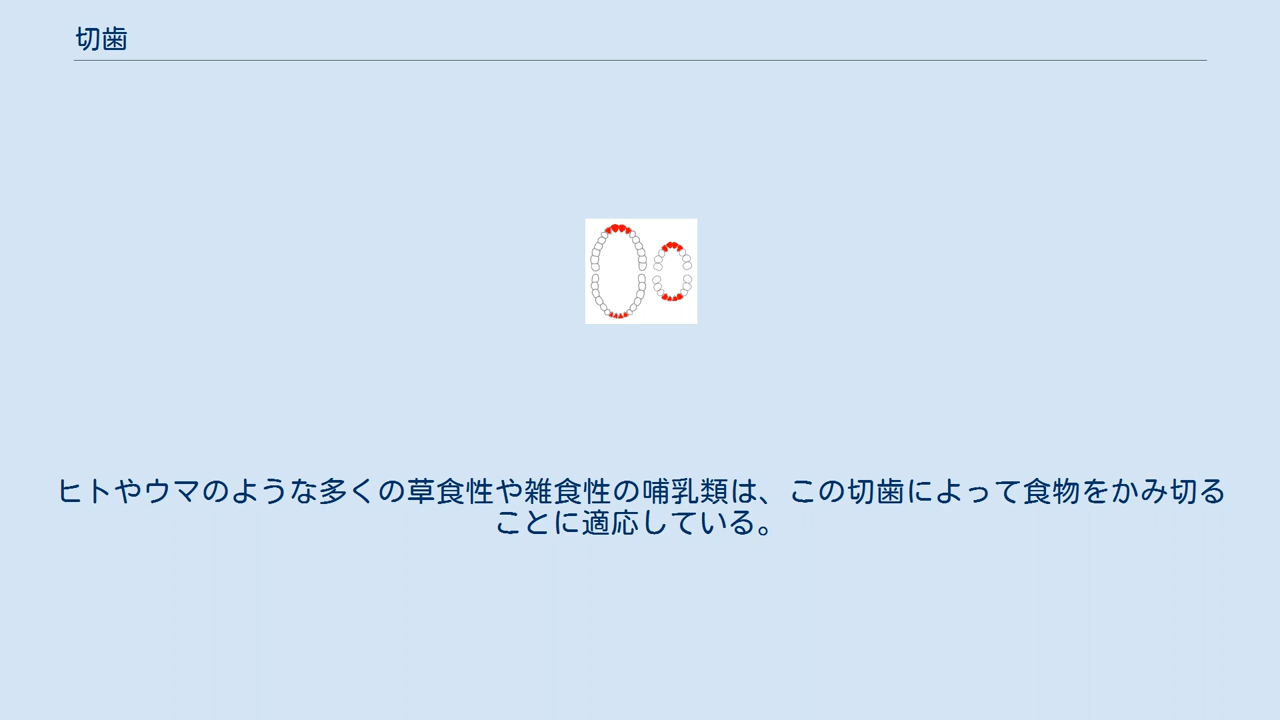 切歯
ヒトやウマのような多くの草食性や雑食性の哺乳類は、この切歯によって食物をかみ切る
ことに適応している。